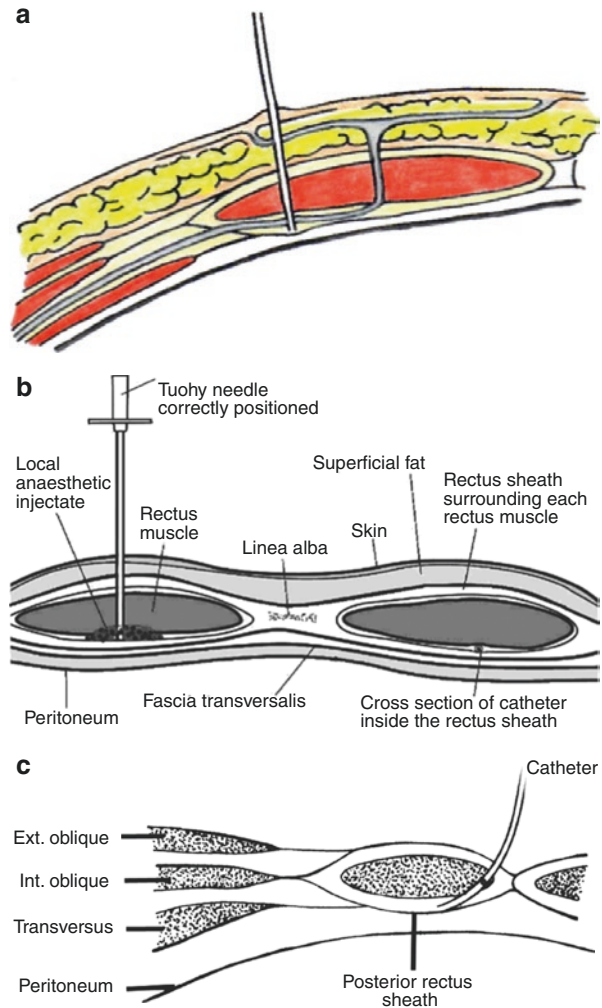 a
b
Tuohy needle
correctly positioned
Local
anaesthetic
injectate
Rectus
muscle
Linea alba
Superficial fat
Skin
Rectus sheath
surrounding each
rectus muscle
Peritoneum
Fascia transversalis
Cross section of catheter
inside the rectus sheath
c
Catheter
Ext. oblique
Int. oblique
Transversus
Peritoneum
Posterior rectus
sheath